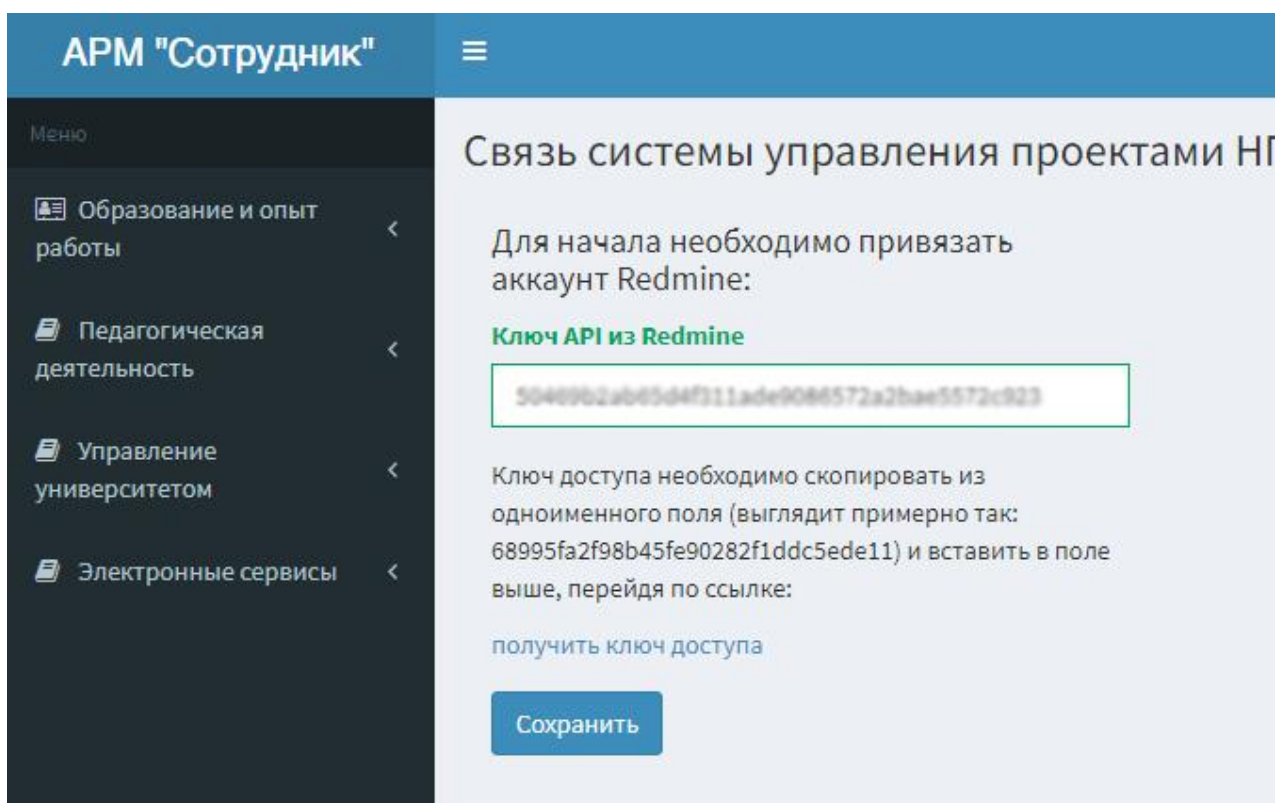 АРМ "Сотрудник"
Меню
Образование и опыт
работы
Педагогическая
деятельность
Управление
университетом
Электронные сервисы
Связь системы управления проектами
Для начала необходимо привязать
аккаунт Redmine:
Ключ API из Redmine
Ключ доступа необходимо скопировать из
одноименного поля (выглядит примерно так:
68995fa2f98b45fe90282f1ddc5ede11) и вставить в поле
выше, перейдя по ссылке:
получить ключ доступа
Сохранить